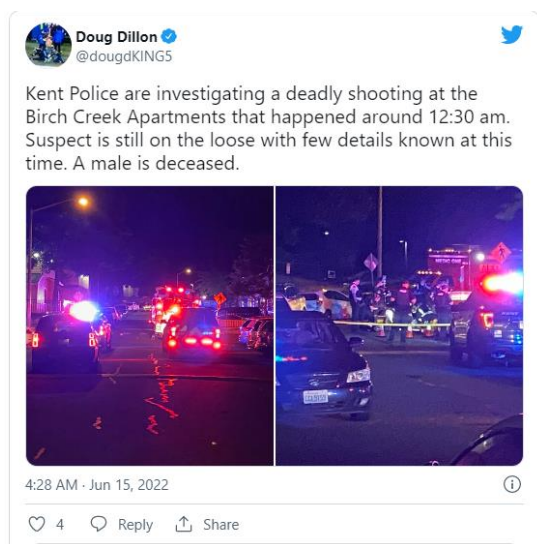 Doug Dillon
@dougdKING5
Kent Police are investigating a deadly shooting at the
Birch Creek Apartments that happened around 12:30 am.
Suspect is still on the loose with few details known at this
time. A male is deceased.
MEDIC ONE
4:28 AM · Jun 15, 2022
4 Reply Share